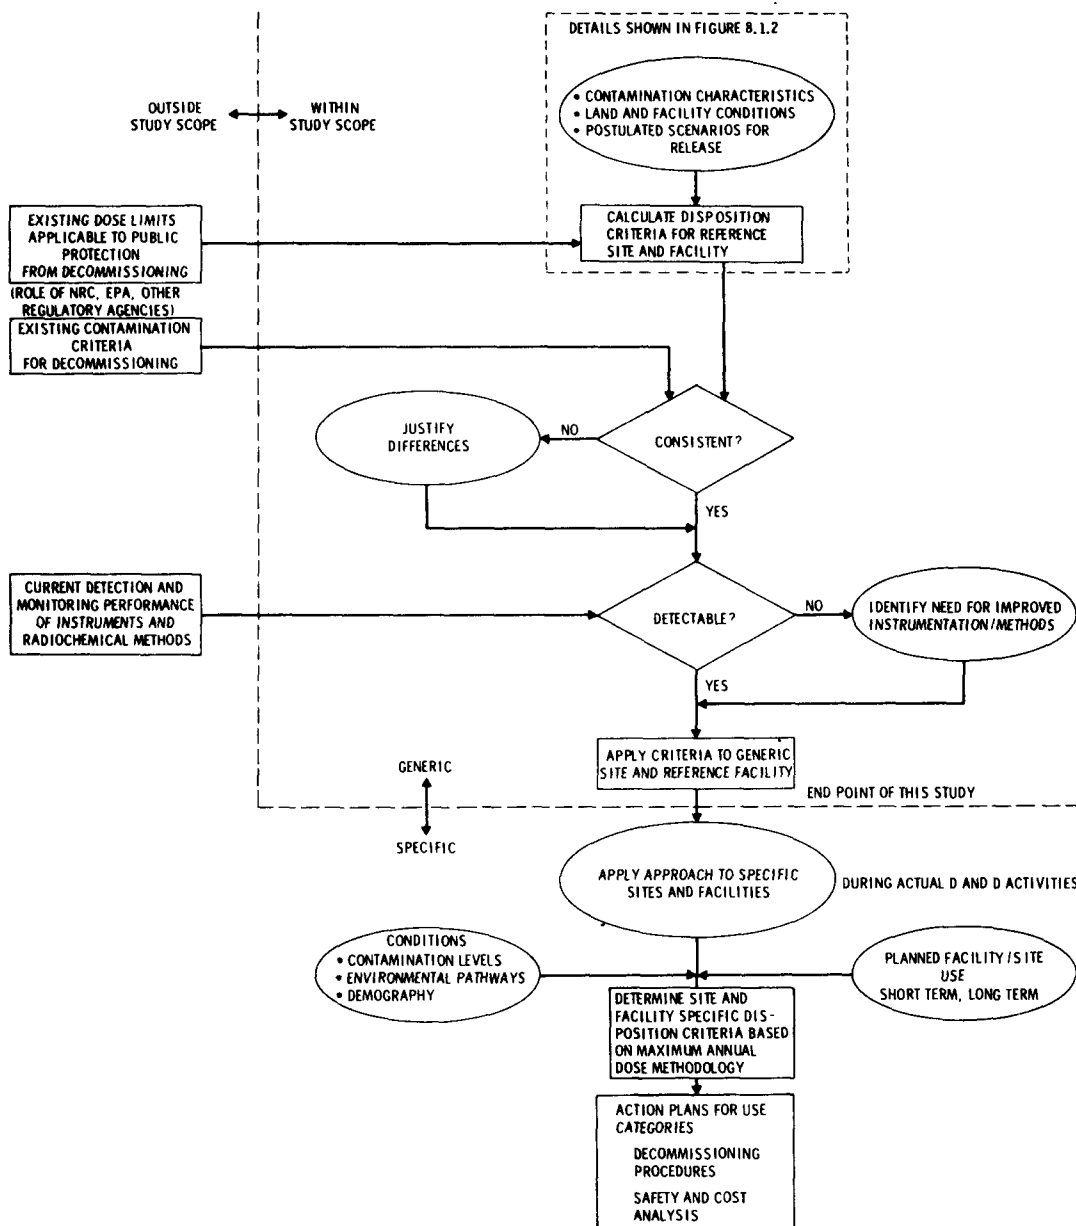 DETAILS SHOWN IN FIGURE 8.1.2
• CONTAMINATION CHARACTERISTICS
• LAND AND FACILITY CONDITIONS
• POSTULATED SCENARIOS FOR
RELEASE
OUTSIDE
STUDY SCOPE
WITHIN
STUDY SCOPE
EXISTING DOSE LIMITS
APPLICABLE TO PUBLIC
PROTECTION
FROM DECOMMISSIONING
(ROLE OF NRC, EPA, OTHER
REGULATORY AGENCIES)
CALCULATE DISPOSITION
CRITERIA FOR REFERENCE
SITE AND FACILITY
EXISTING CONTAMINATION
CRITERIA
FOR DECOMMISSIONING
JUSTIFY
DIFFERENCES
NO
CONSISTENT?
YES
CURRENT DETECTION AND
MONITORING PERFORMANCE
OF INSTRUMENTS AND
RADIOCHEMICAL METHODS
DETECTABLE?
NO
IDENTIFY NEED FOR IMPROVED
INSTRUMENTATION/METHODS
YES
APPLY CRITERIA TO GENERIC
SITE AND REFERENCE FACILITY
GENERIC
END POINT OF THIS STUDY
SPECIFIC
APPLY APPROACH TO SPECIFIC
SITES AND FACILITIES
DURING ACTUAL D AND D ACTIVITIES
CONDITIONS
• CONTAMINATION LEVELS
• ENVIRONMENTAL PATHWAYS
• DEMOGRAPHY
PLANNED FACILITY/SITE
USE
SHORT TERM, LONG TERM
DETERMINE SITE AND
FACILITY SPECIFIC DIS-
POSITION CRITERIA BASED
ON MAXIMUM ANNUAL
DOSE METHODOLOGY
ACTION PLANS FOR USE
CATEGORIES
DECOMMISSIONING
PROCEDURES
SAFETY AND COST
ANALYSIS